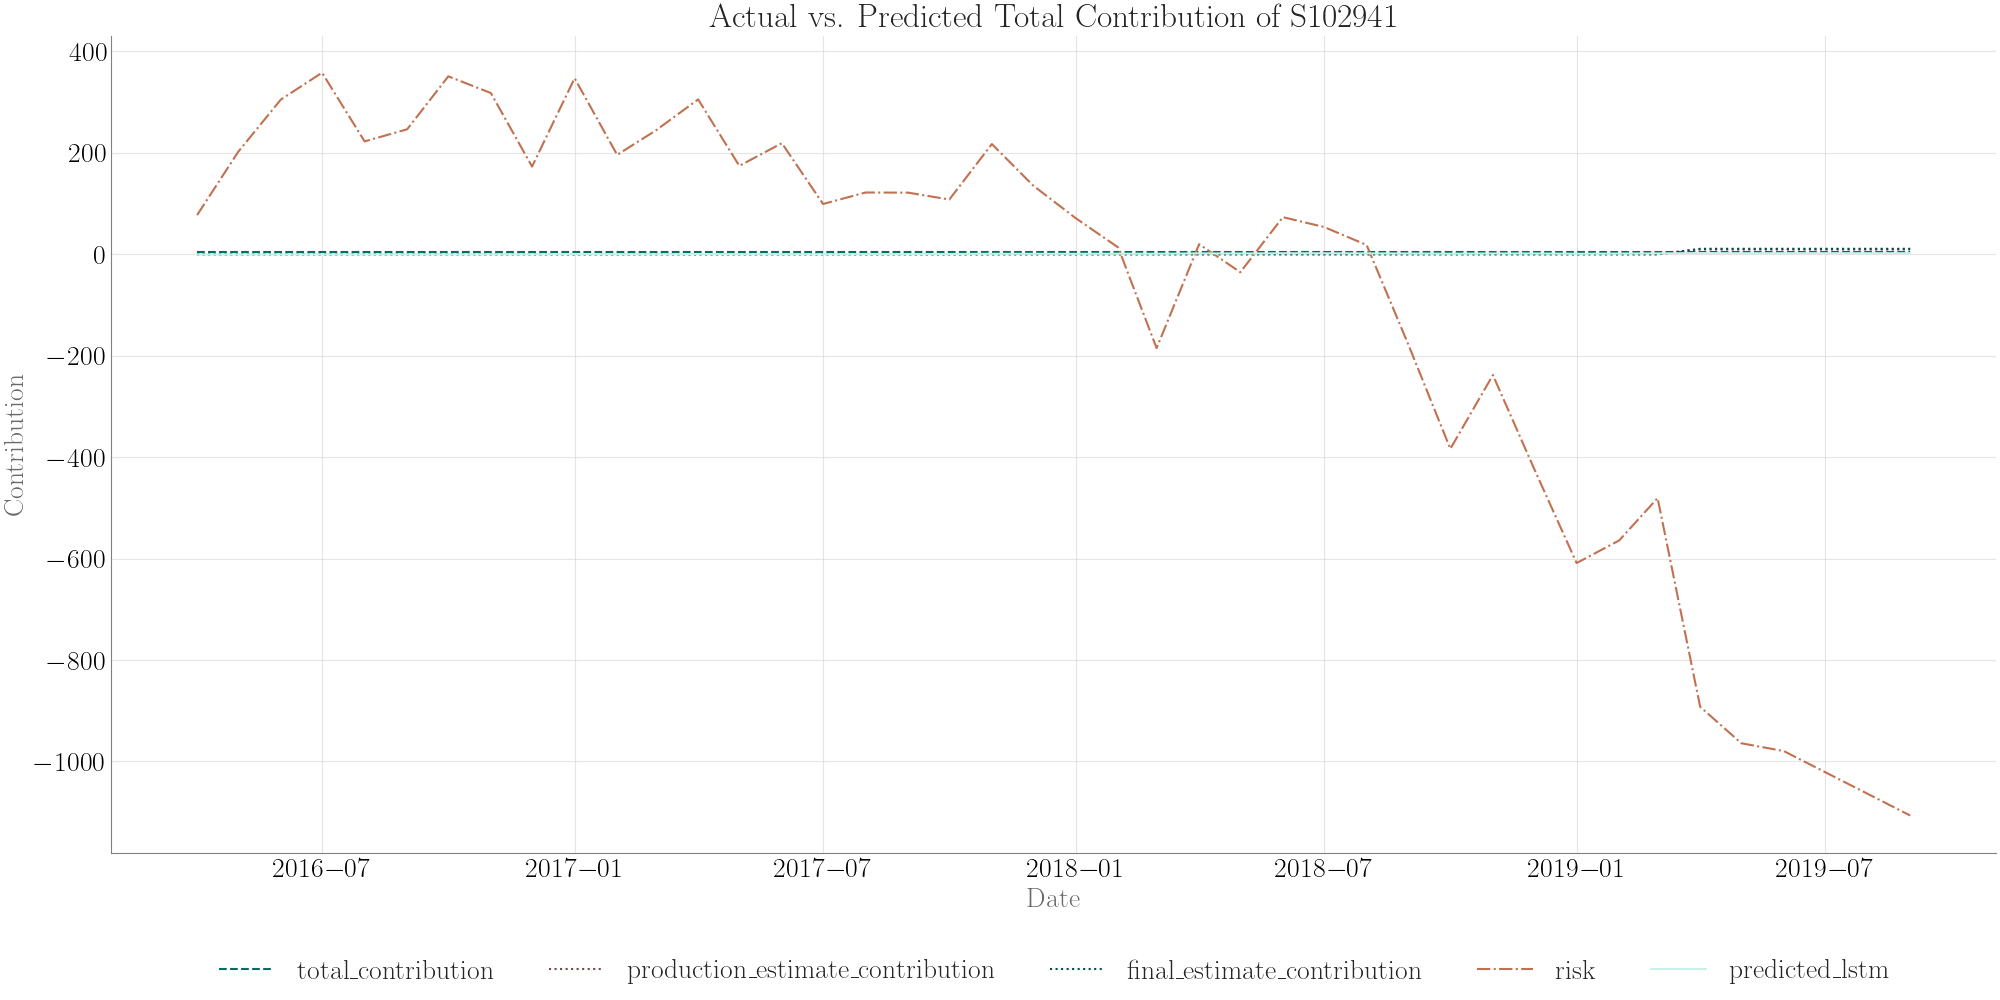 Actual vs. Predicted Total Contribution of S102941
400
200
0
−200
−400
−600
−800
−1000
Contribution
2016−07 2017−01 2017−07 2018−01 2018−07 2019−01 2019−07
Date
total_contribution production_estimate_contribution final_estimate_contribution risk predicted_lstm